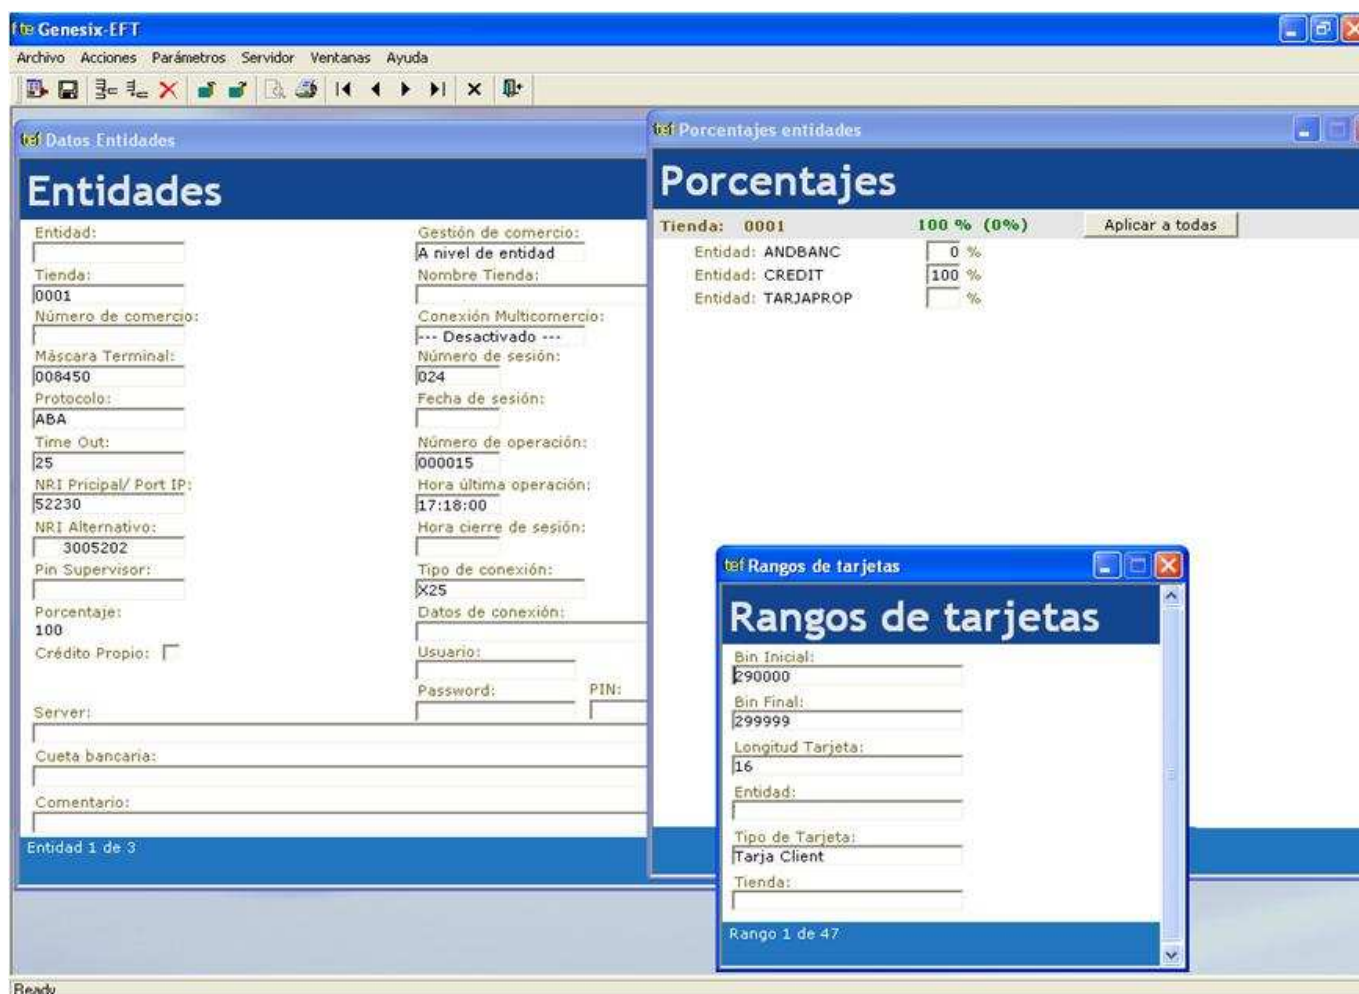 Genesix-EFT
Archivo Acciones Parámetros Servidor Ventanas Ayuda
tef Datos Entidades
Entidades
Entidad:
Gestión de comercio:
A nivel de entidad
Tienda:
Nombre Tienda:
0001
Número de comercio:
Conexión Multicomercio:
--- Desactivado ---
Máscara Terminal:
Número de sesión:
008450
024
Protocolo:
Fecha de sesión:
ABA
Time Out:
Número de operación:
25
000015
NRI Pricipal/ Port IP:
Hora última operación:
52230
17:18:00
NRI Alternativo:
Hora cierre de sesión:
3005202
Pin Supervisor:
Tipo de conexión:
X25
Porcentaje:
Datos de conexión:
100
Crédito Propio:
Usuario:
Password:
PIN:
Server:
Cueta bancaria:
Comentario:
Entidad 1 de 3
tef Porcentajes entidades
Porcentajes
Tienda: 0001 100 % (0%) Aplicar a todas
Entidad: ANDBANC 0 %
Entidad: CREDIT 100 %
Entidad: TARJAPROP %
tef Rangos de tarjetas
Rangos de tarjetas
Bin Inicial:
290000
Bin Final:
299999
Longitud Tarjeta:
16
Entidad:
Tipo de Tarjeta:
Tarja Client
Tienda:
Rango 1 de 47
Ready